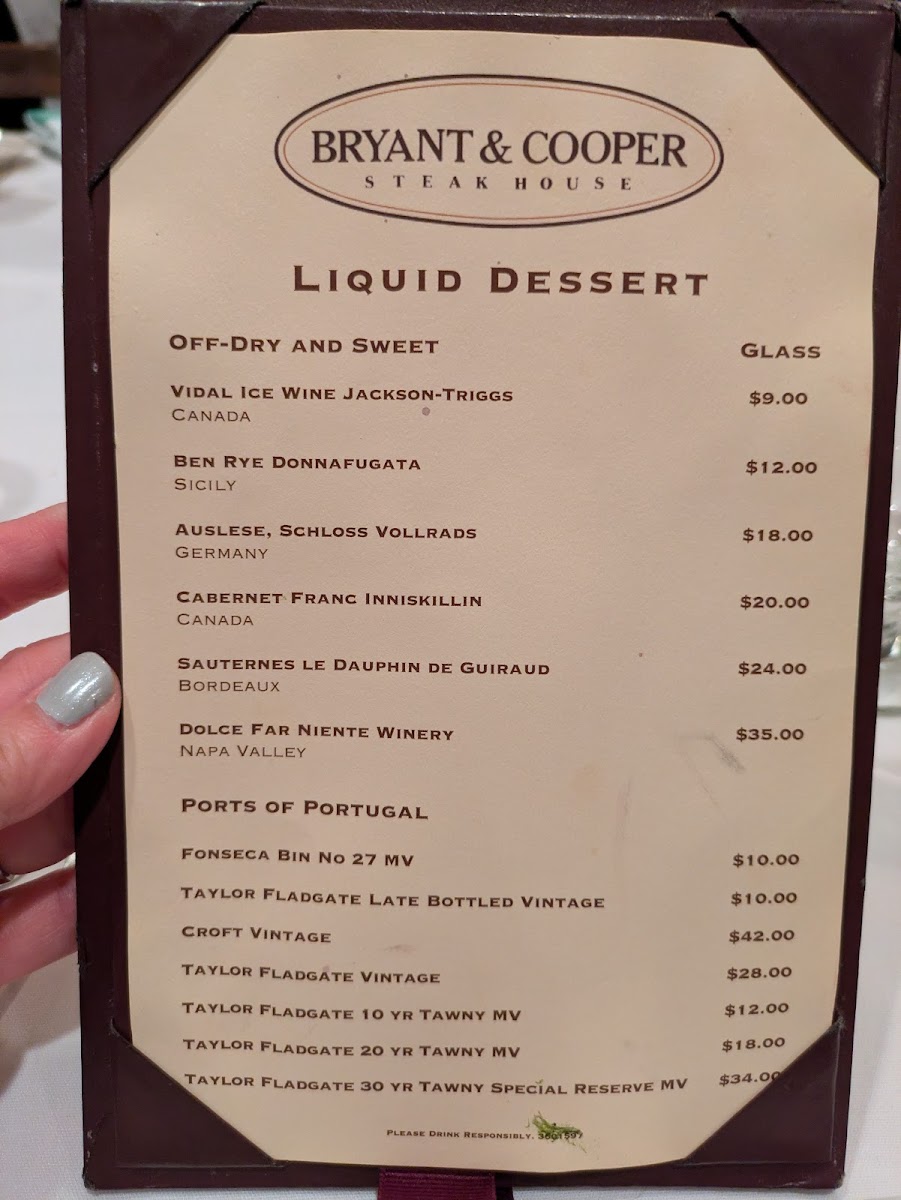 BRYANT & COOPER
STEAK HOUSE
LIQUID DESSERT
OFF-DRY AND SWEET GLASS
VIDAL ICE WINE JACKSON-TRIGGS $9.00
CANADA
BEN RYE DONNAFUGATA $12.00
SICILY
AUSLESE, SCHLOSS VOLLRADS $18.00
GERMANY
CABERNET FRANC INNISKILLIN $20.00
CANADA
SAUTERNES LE DAUPHIN DE GUIRAUD $24.00
BORDEAUX
DOLCE FAR NIENTE WINERY $35.00
NAPA VALLEY
PORTS OF PORTUGAL
FONSECA BIN NO 27 MV $10.00
TAYLOR FLADGATE LATE BOTTLED VINTAGE $10.00
CROFT VINTAGE $42.00
TAYLOR FLADGATE VINTAGE $28.00
TAYLOR FLADGATE 10 YR TAWNY MV $12.00
TAYLOR FLADGATE 20 YR TAWNY MV $18.00
TAYLOR FLADGATE 30 YR TAWNY SPECIAL RESERVE MV $34.00
PLEASE DRINK RESPONSIBLY.